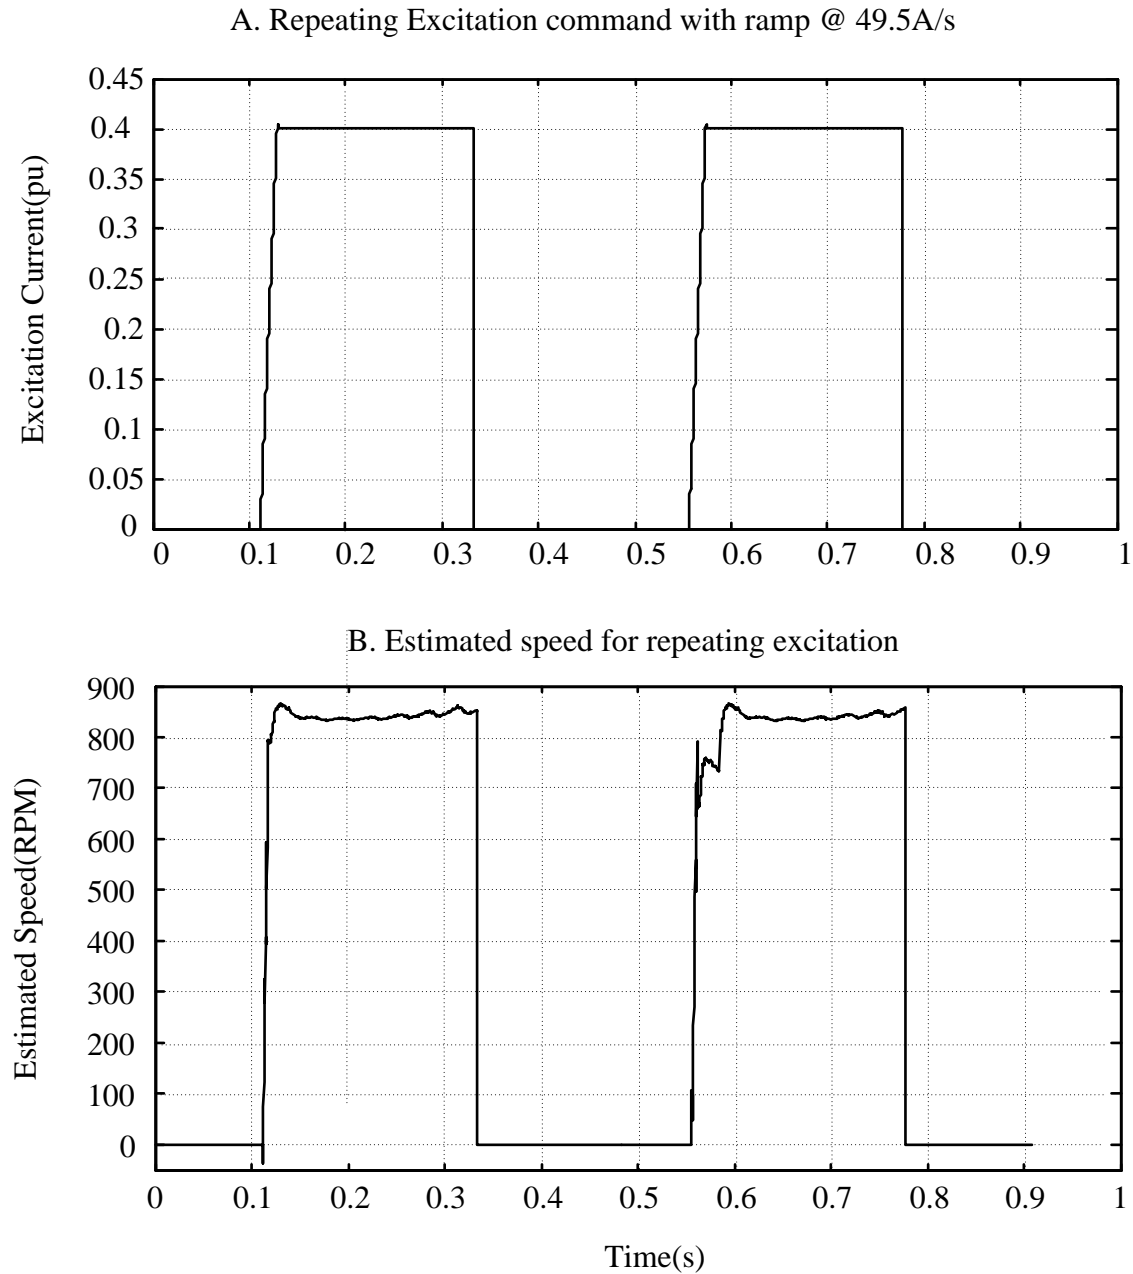 A. Repeating Excitation command with ramp @ 49.5A/s
Excitation Current(pu)
0.45
0.4
0.35
0.3
0.25
0.2
0.15
0.1
0.05
0
0 0.1 0.2 0.3 0.4 0.5 0.6 0.7 0.8 0.9 1
B. Estimated speed for repeating excitation
Estimated Speed(RPM)
900
800
700
600
500
400
300
200
100
0
0 0.1 0.2 0.3 0.4 0.5 0.6 0.7 0.8 0.9 1
Time(s)